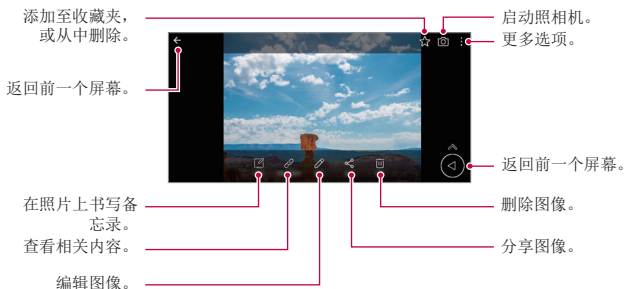 添加至收藏夹，
或从中删除。
启动照相机。
更多选项。
返回前一个屏幕。
返回前一个屏幕。
在照片上书写备
忘录。
查看相关内容。
编辑图像。
删除图像。
分享图像。